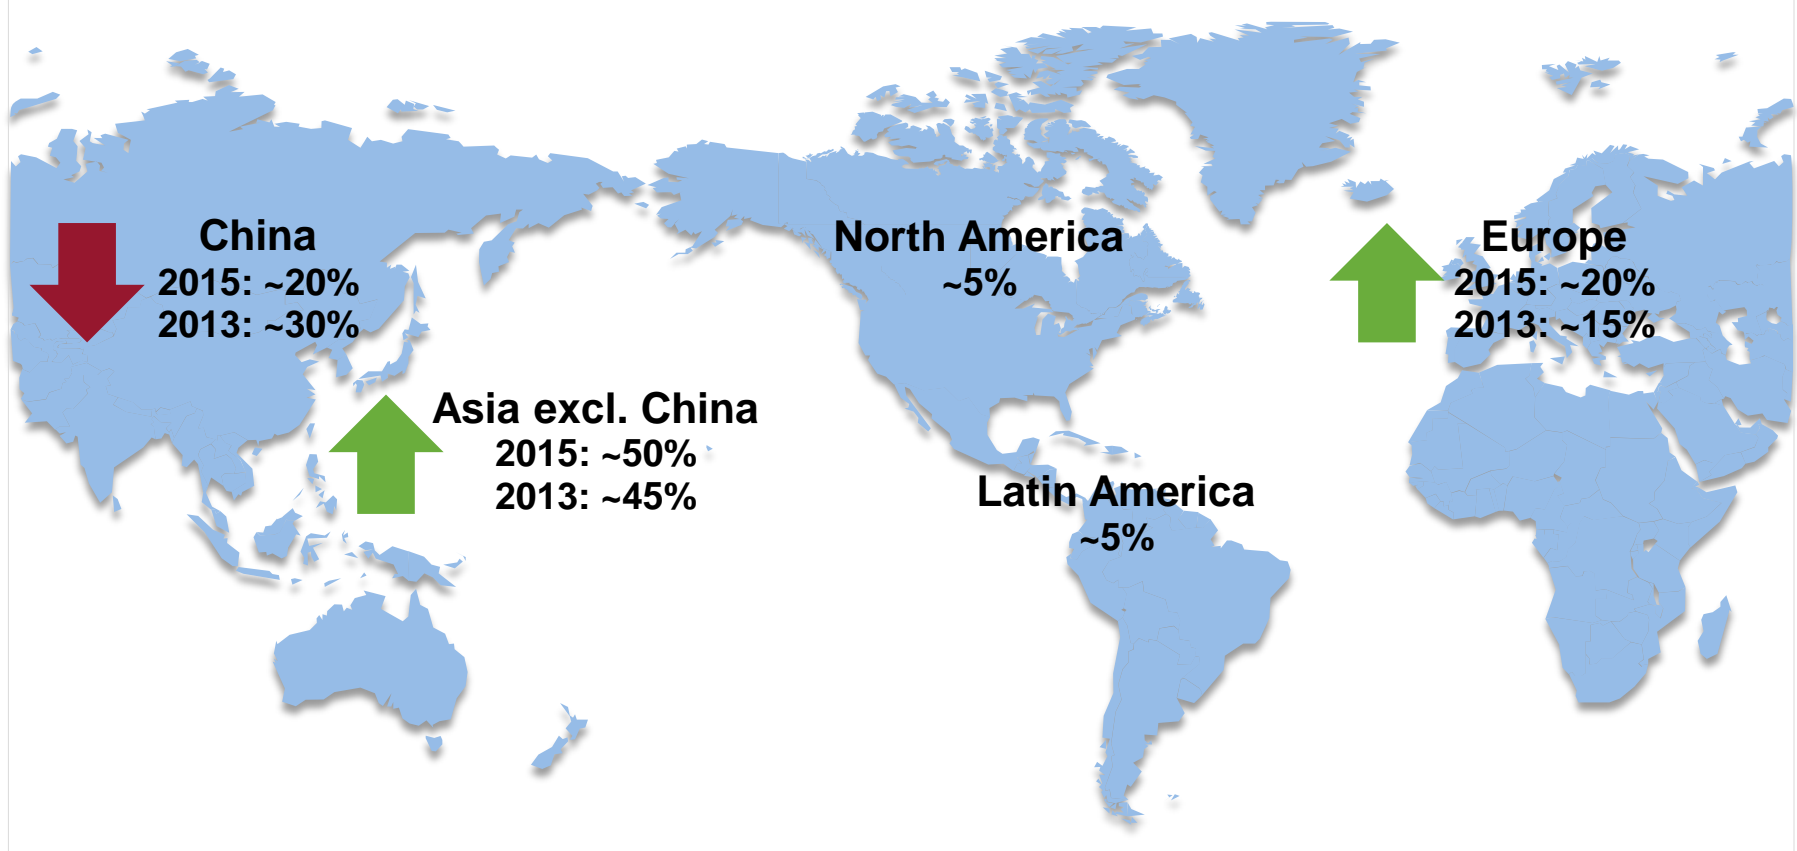 China
2015: ~20%
2013: ~30%
Asia excl. China
2015: ~50%
2013: ~45%
North America
~5%
Latin America
~5%
Europe
2015: ~20%
2013: ~15%